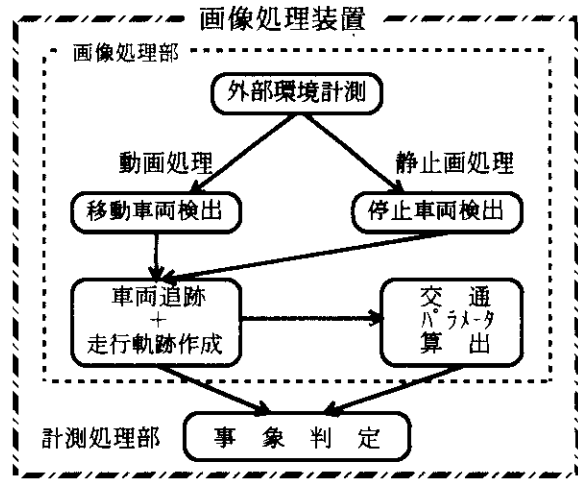 画像処理装置
画像処理部
外部環境計測
動画処理
静止画処理
移動車両検出
停止車両検出
車両追跡
+
走行軌跡作成
交通
パラメータ
算出
計測処理部
事象判定